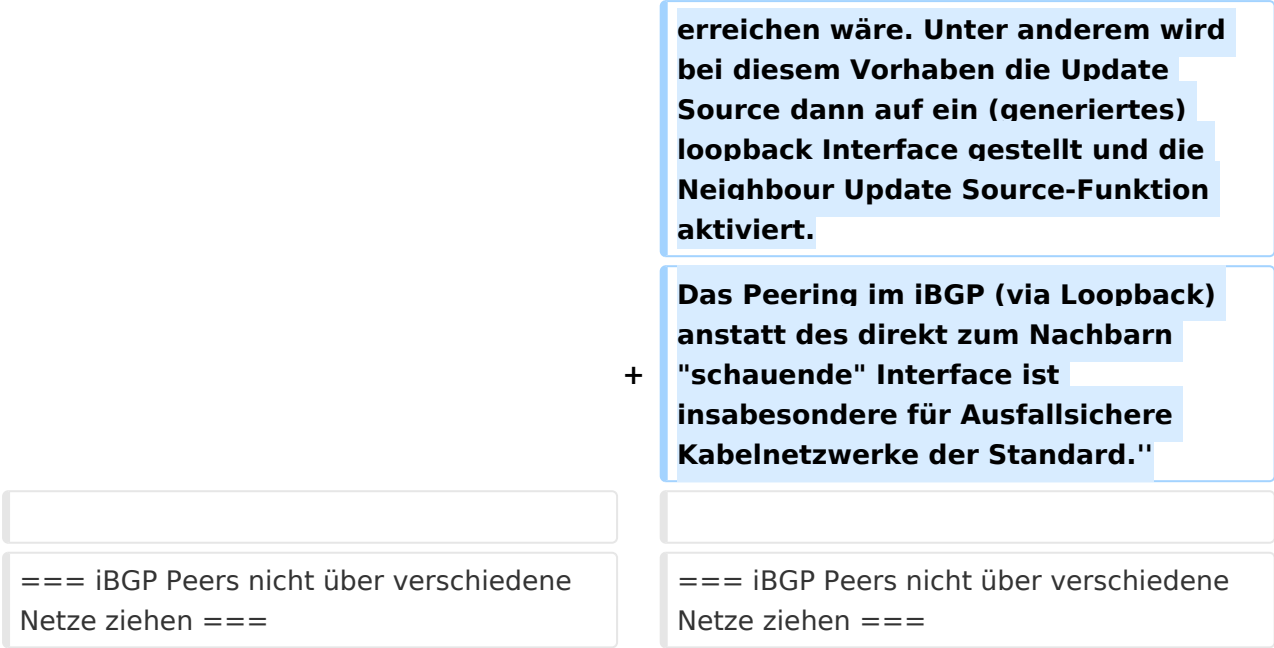 erreichen wäre. Unter anderem wird
bei diesem Vorhaben die Update
Source dann auf ein (generiertes)
loopback Interface gestellt und die
Neighbour Update Source-Funktion
aktiviert.
Das Peering im iBGP (via Loopback)
anstatt des direkt zum Nachbarn
+ "schauende" Interface ist
insabesondere für Ausfallsichere
Kabelnetzwerke der Standard.''
=== iBGP Peers nicht über verschiedene
Netze ziehen ===
=== iBGP Peers nicht über verschiedene
Netze ziehen ===